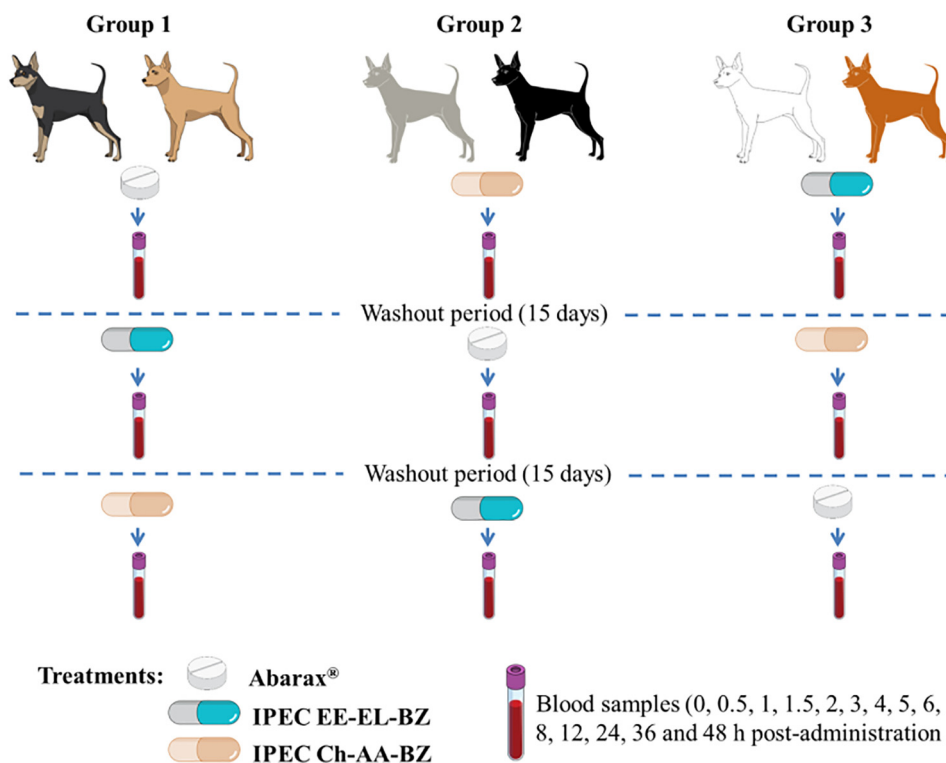 Group 1
Group 2
Group 3
Washout period (15 days)
Washout period (15 days)
Treatments:
Abarax®
IPEC EE-EL-BZ
IPEC Ch-AA-BZ
Blood samples (0, 0.5, 1, 1.5, 2, 3, 4, 5, 6,
8, 12, 24, 36 and 48 h post-administration